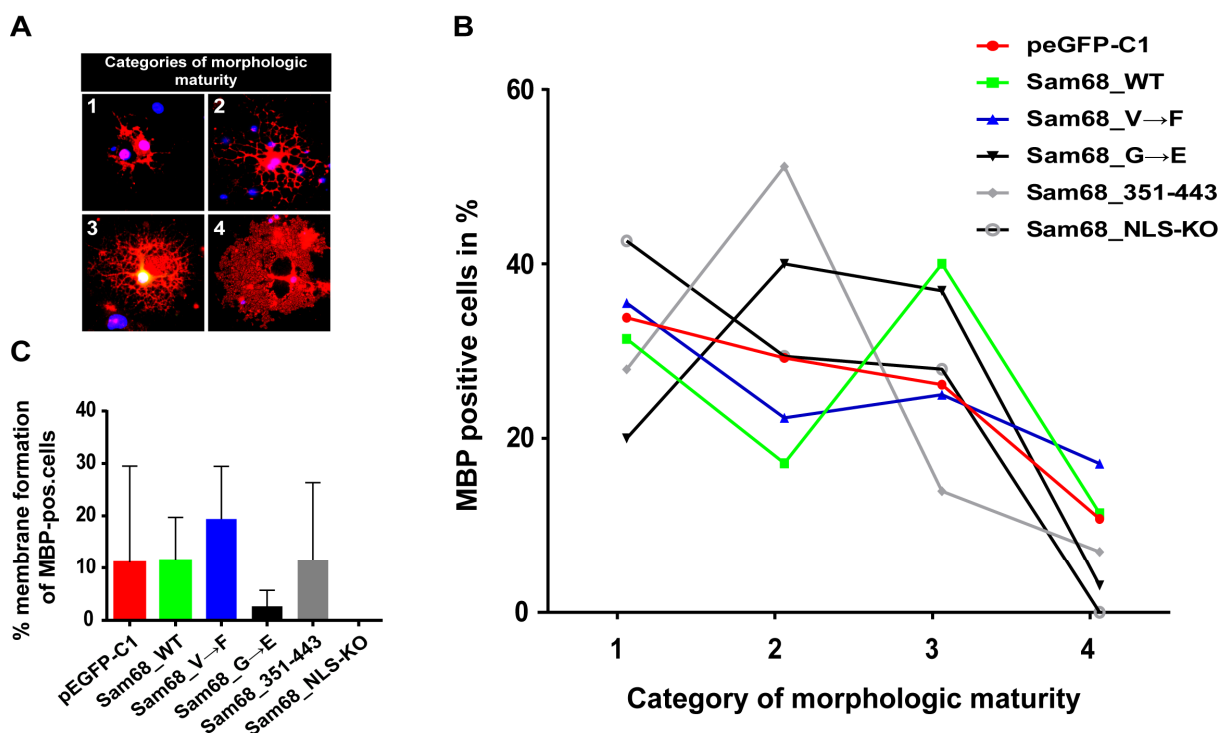 A
Categories of morphologic
maturity
1
2
3
4
B
peGFP-C1
Sam68_WT
Sam68_V→F
Sam68_G→E
Sam68_351-443
Sam68_NLS-KO
MBP positive cells in %
60
40
20
0
1
2
3
4
Category of morphologic maturity
C
% membrane formation
of MBP-pos.cells
40
30
20
10
0
pEGFP-C1
Sam68_WT
Sam68_V→F
Sam68_G→E
Sam68_351-443
Sam68_NLS-KO